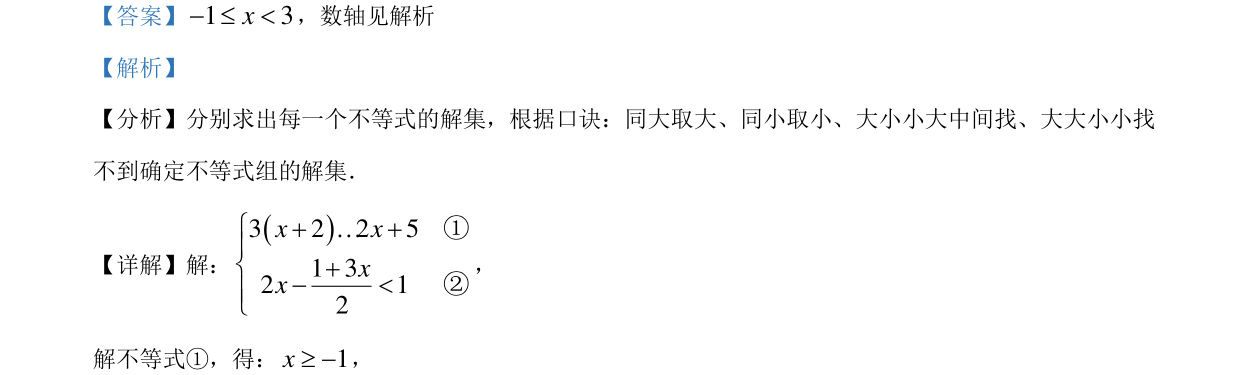 【答案】-1≤x<3，数轴见解析
【解析】
【分析】分别求出每一个不等式的解集，根据口诀：同大取大、同小取小、大小小大中间找、大大小小找
不到确定不等式组的解集．
【详解】解：{3(x+2)..2x+5 ①
2x-(1+3x)/2<1 ②，
解不等式①，得：x≥-1，